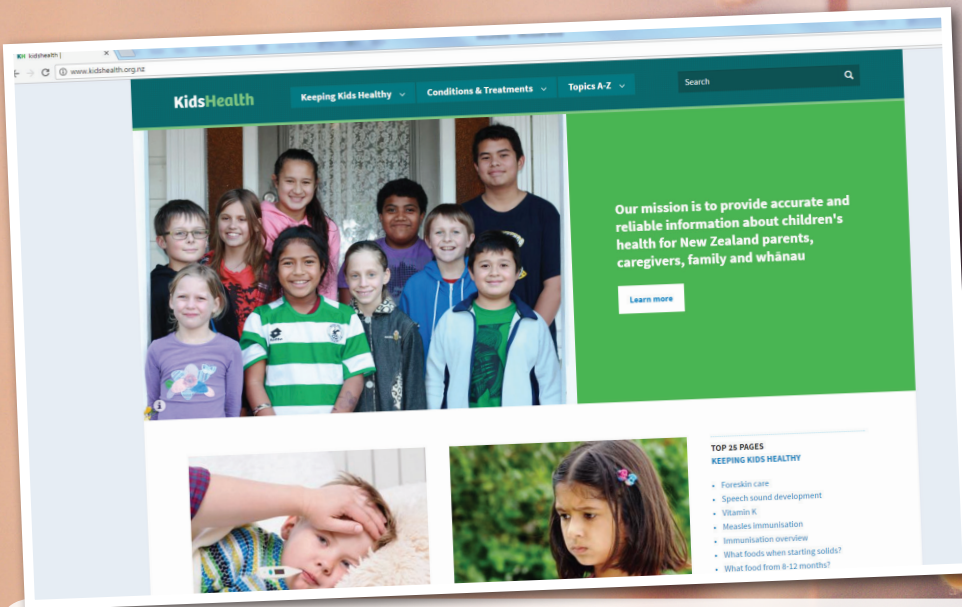 kidshealth |
www.kidshealth.org.nz
KidsHealth
Keeping Kids Healthy
Conditions & Treatments
Topics A-Z
Search
Our mission is to provide accurate and
reliable information about children's
health for New Zealand parents,
caregivers, family and whānau
Learn more
TOP 25 PAGES
KEEPING KIDS HEALTHY
• Foreskin care
• Speech sound development
• Vitamin K
• Measles immunisation
• Immunisation overview
• What foods when starting solids?
• What food from 8-12 months?